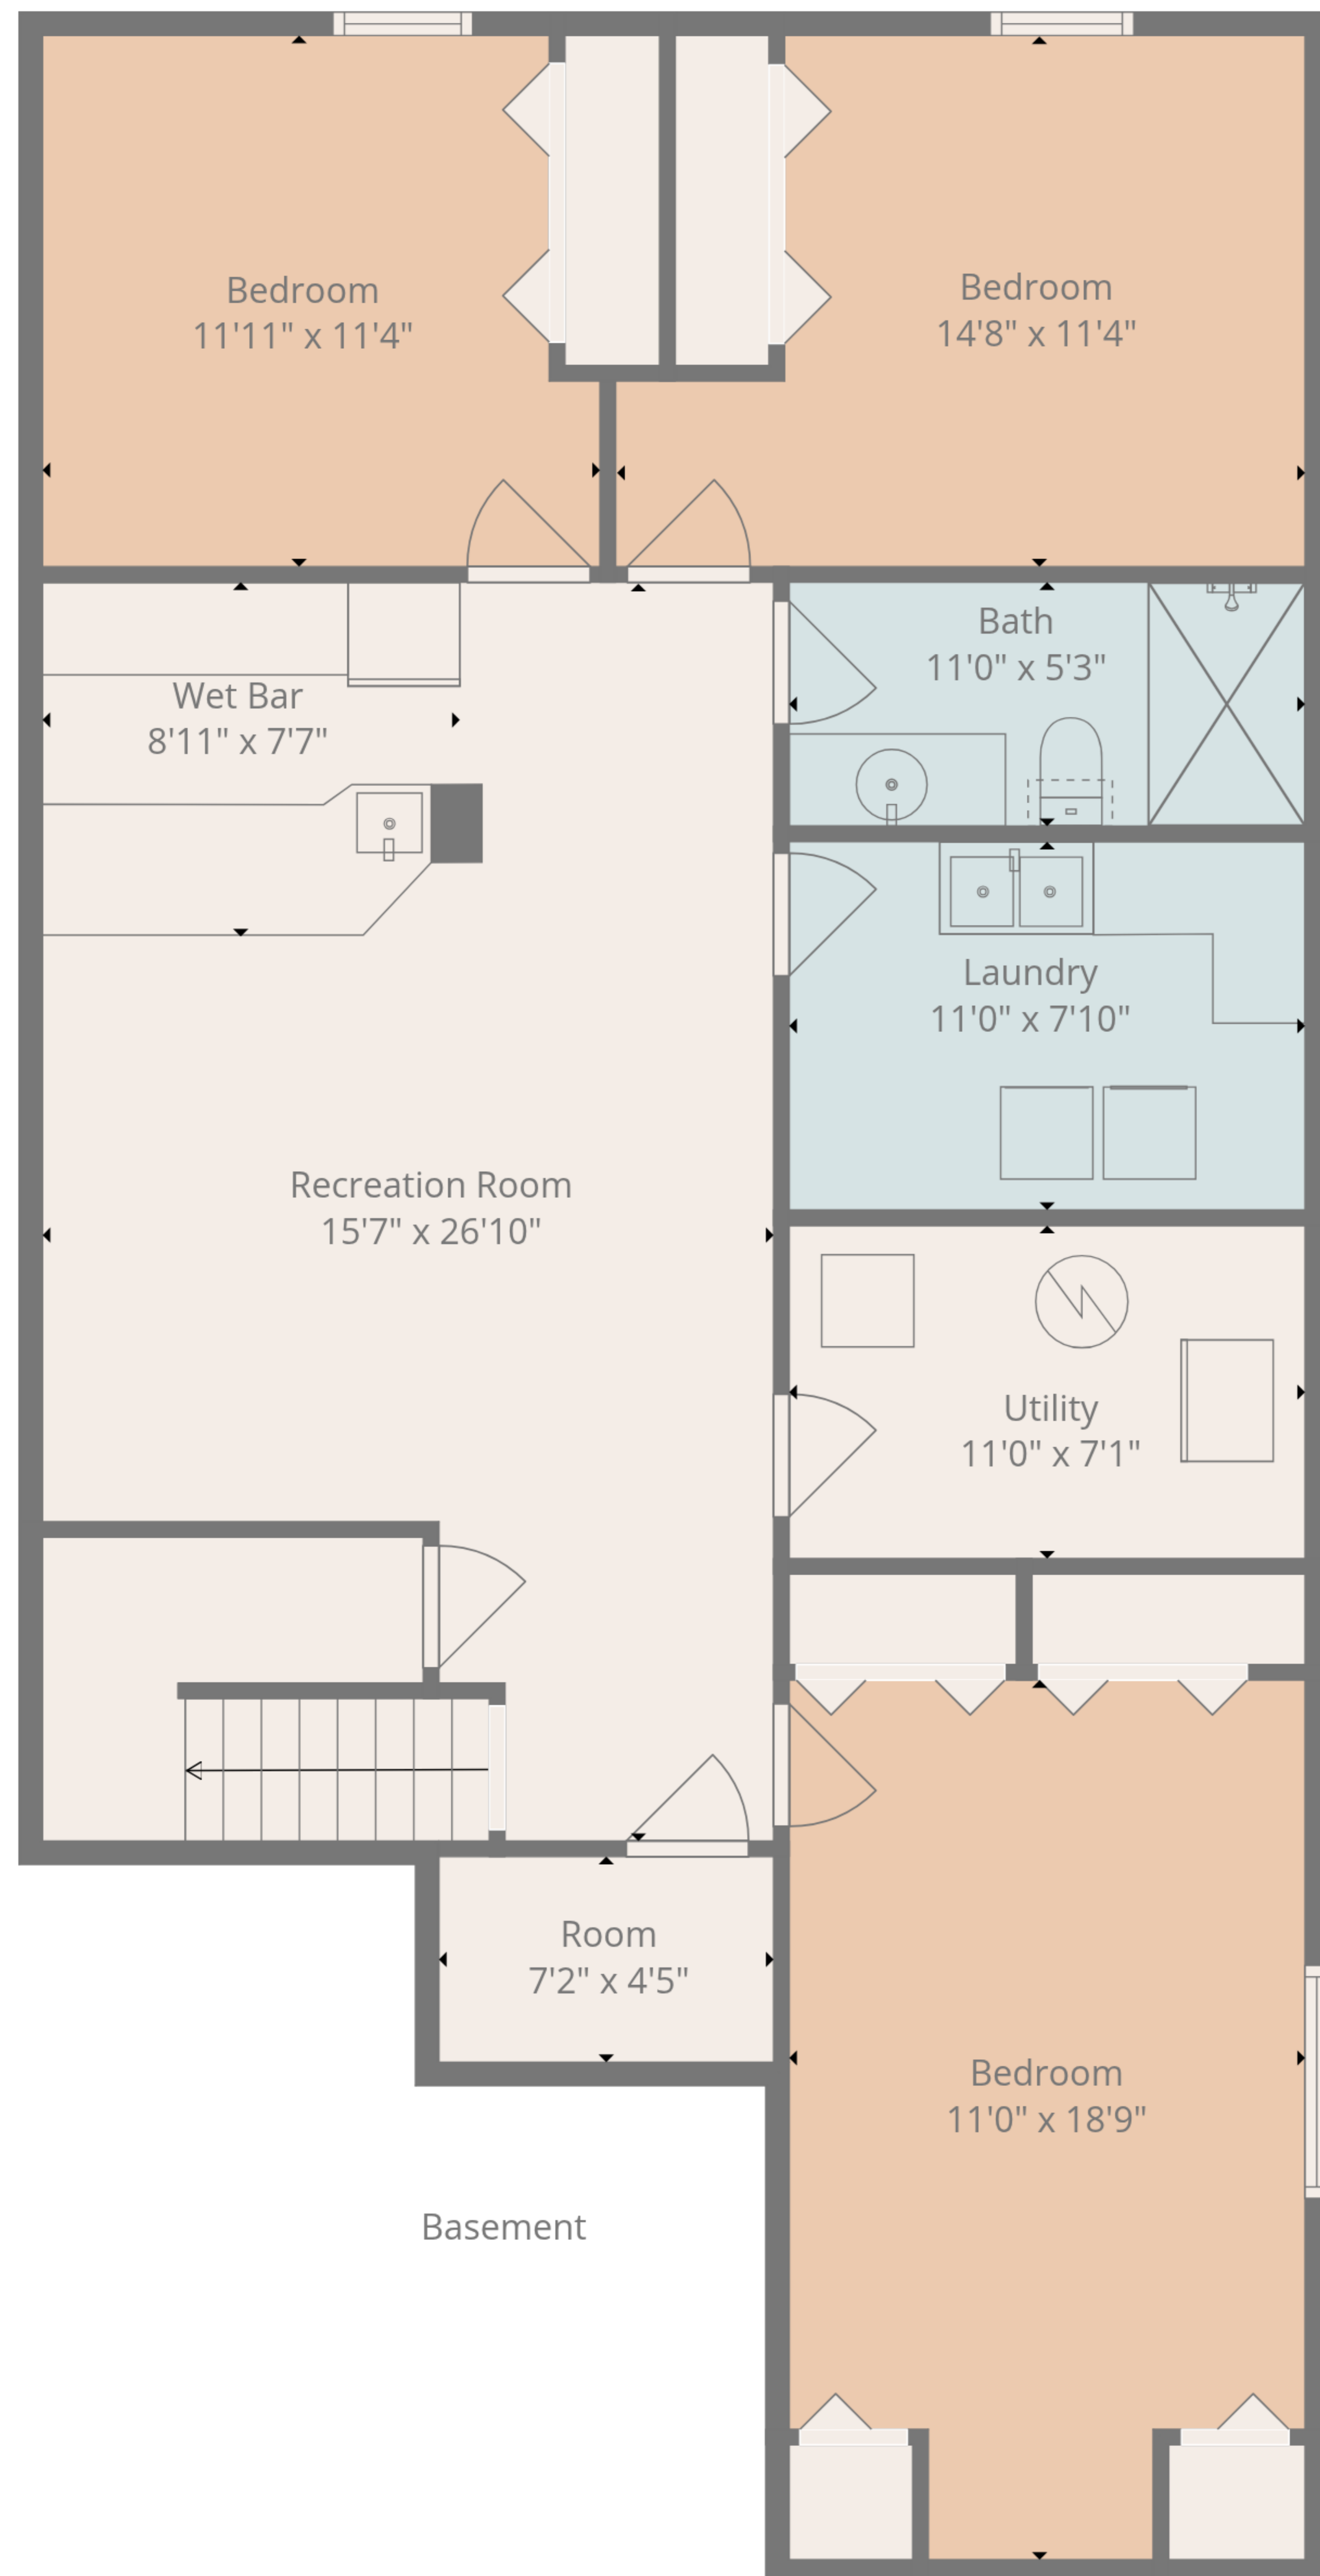 Bedroom
11'11" x 11'4"
Bedroom
14'8" x 11'4"
Bath
11'0" x 5'3"
Wet Bar
8'11" x 7'7"
Laundry
11'0" x 7'10"
Recreation Room
15'7" x 26'10"
Utility
11'0" x 7'1"
Room
7'2" x 4'5"
Bedroom
11'0" x 18'9"
Basement